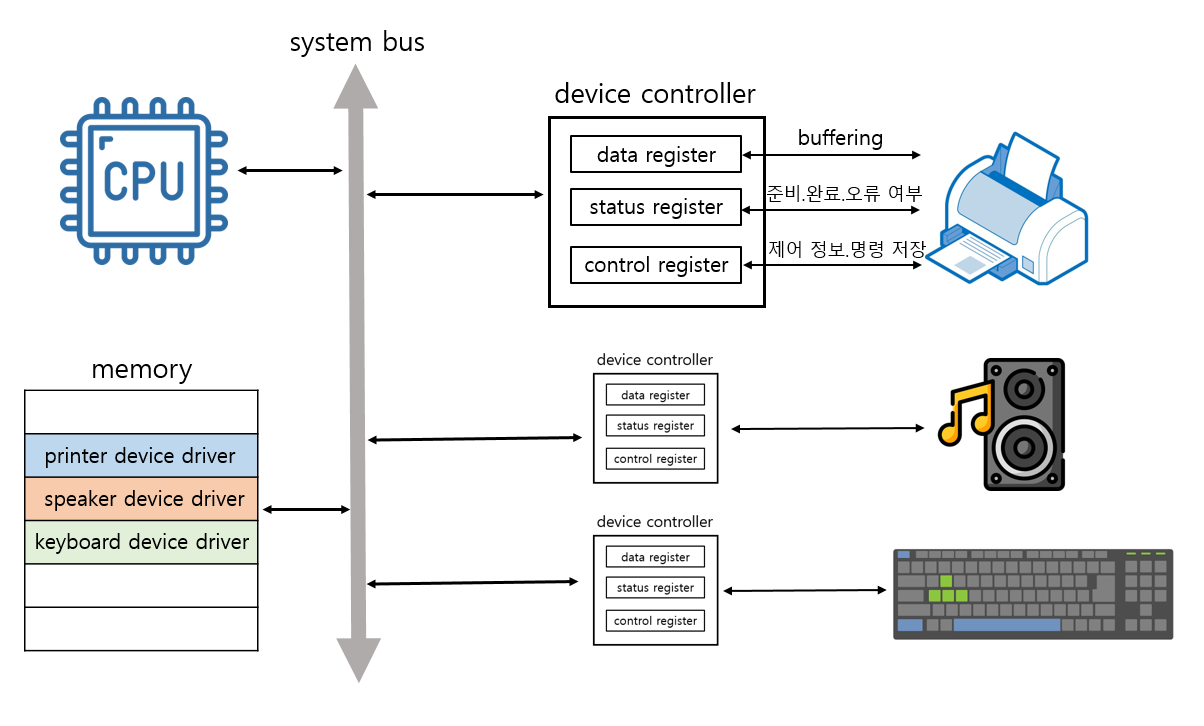 system bus
CPU
device controller
data register
status register
control register
buffering
준비.완료.오류 여부
제어 정보.명령 저장
memory
printer device driver
speaker device driver
keyboard device driver
device controller
data register
status register
control register
device controller
data register
status register
control register